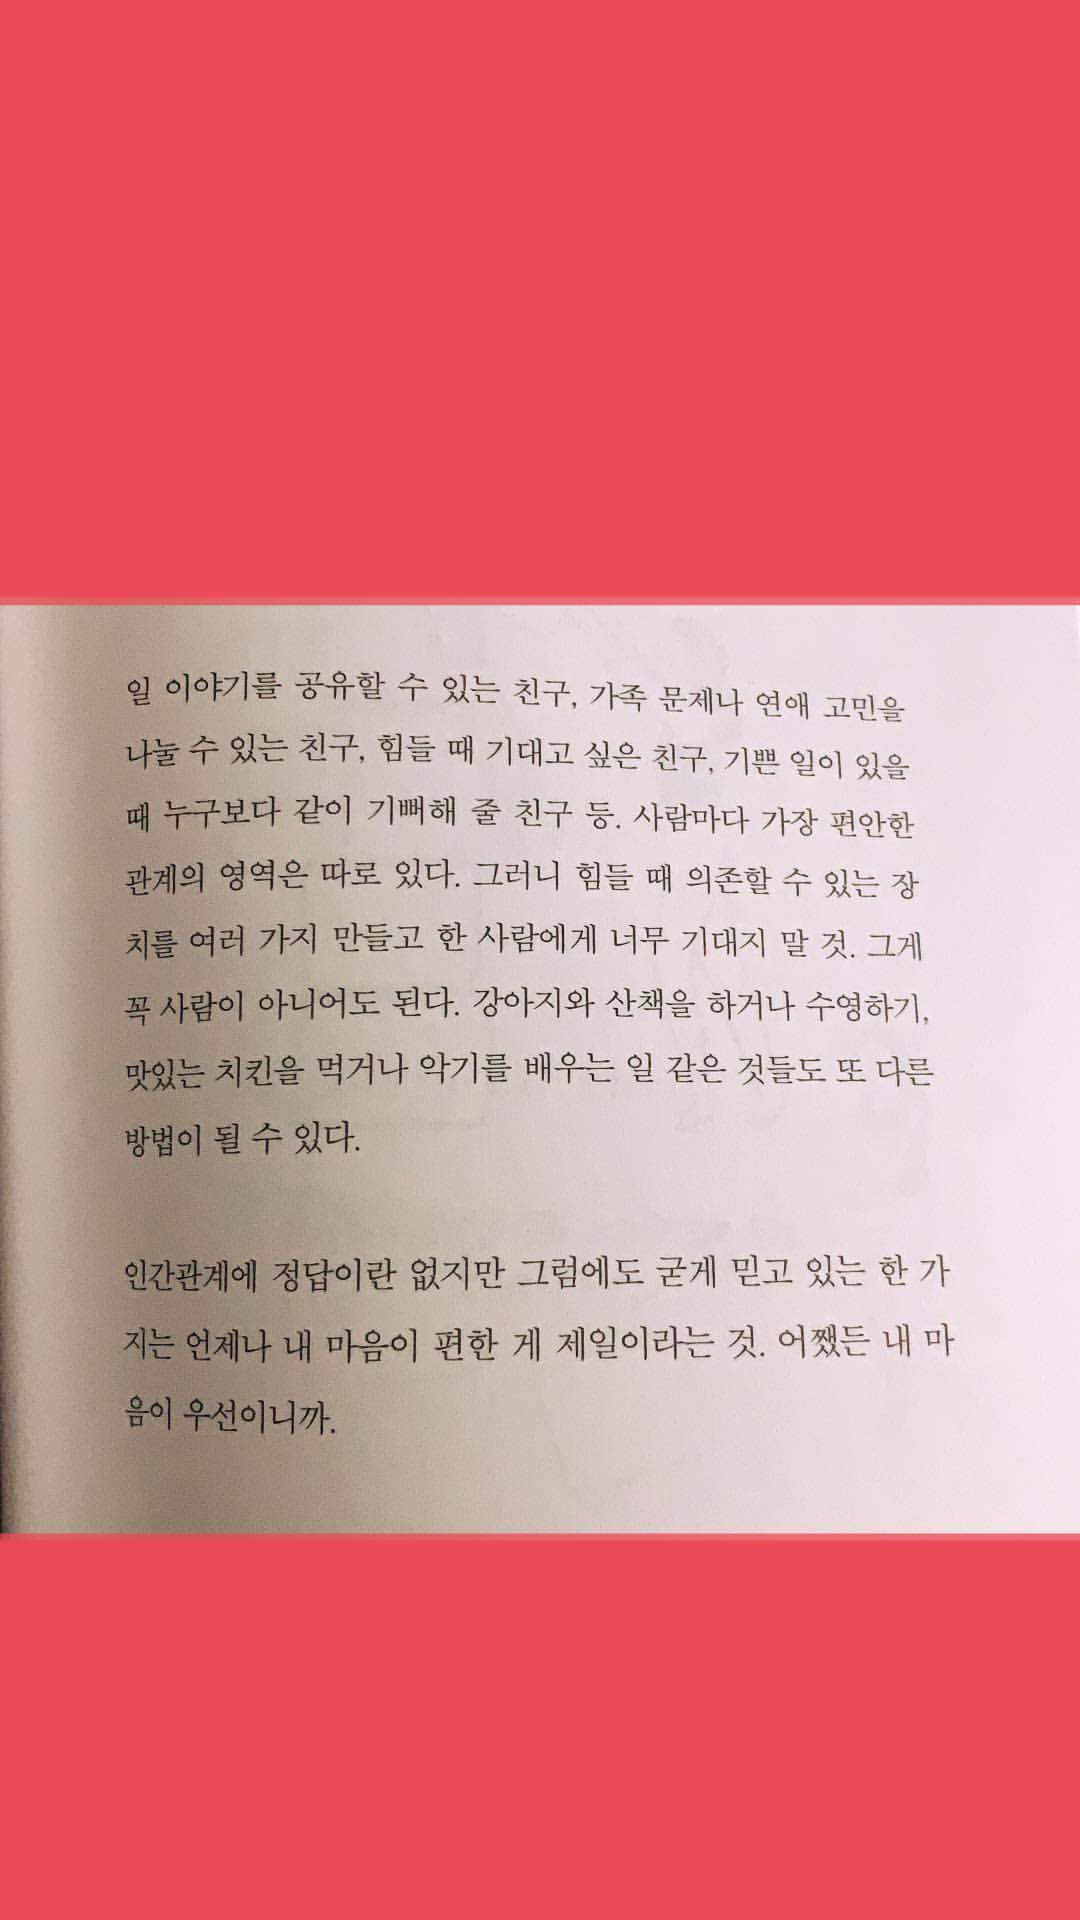 일 이야기를 공유할 수 있는 친구, 가족 문제나 연애 고민을
나눌 수 있는 친구, 힘들 때 기대고 싶은 친구, 기쁜 일이 있을
때 누구보다 같이 기뻐해 줄 친구 등. 사람마다 가장 편안한
관계의 영역은 따로 있다. 그러니 힘들 때 의존할 수 있는 장
치를 여러 가지 만들고 한 사람에게 너무 기대지 말 것. 그게
꼭 사람이 아니어도 된다. 강아지와 산책을 하거나 수영하기,
맛있는 치킨을 먹거나 악기를 배우는 일 같은 것들도 또 다른
방법이 될 수 있다.
인간관계에 정답이란 없지만 그럼에도 굳게 믿고 있는 한 가
지는 언제나 내 마음이 편한 게 제일이라는 것. 어쨌든 내 마
음이 우선이니까.